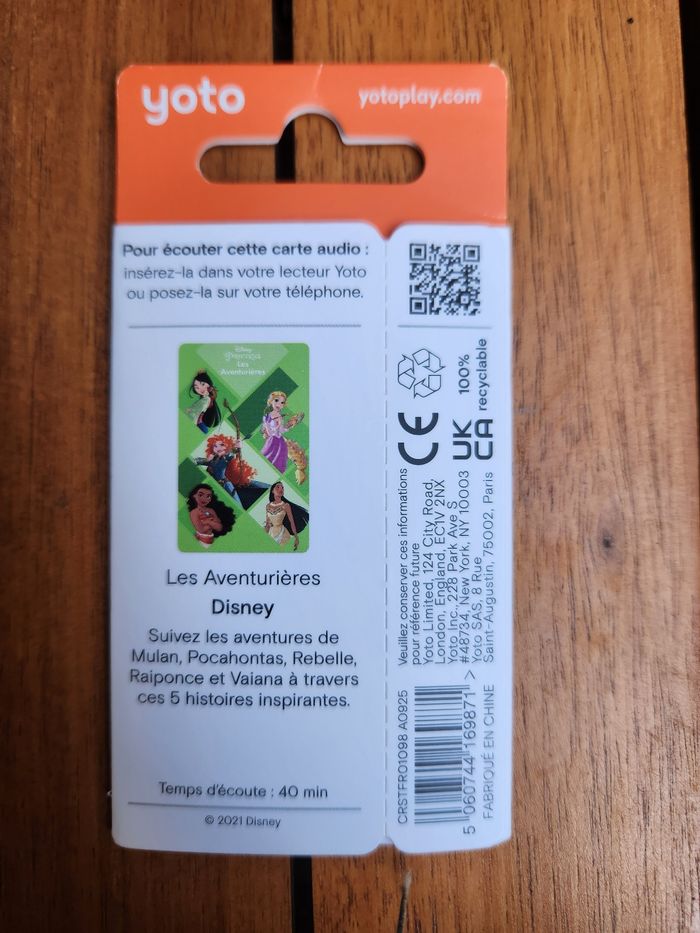 yoto
yotoplay.com
Pour écouter cette carte audio :
insérez-la dans votre lecteur Yoto
ou posez-la sur votre téléphone.
Disney
Princesses
Les
Aventurières
Les Aventurières
Disney
Suivez les aventures de
Mulan, Pocahontas, Rebelle,
Raiponce et Vaiana à travers
ces 5 histoires inspirantes.
Temps d'écoute : 40 min
© 2021 Disney
100%
recyclable
CE
UK
CA
Veuillez conserver ces informations
pour référence future
Yoto Limited, 124 City Road,
London, England, EC1V 2NX
Yoto Inc., 228 Park Ave S
#48734, New York, NY 10003
Yoto SAS, 8 Rue
Saint-Augustin, 75002, Paris
CRSTFR01098 A0925
5 060744 169871 >
FABRIQUÉ EN CHINE